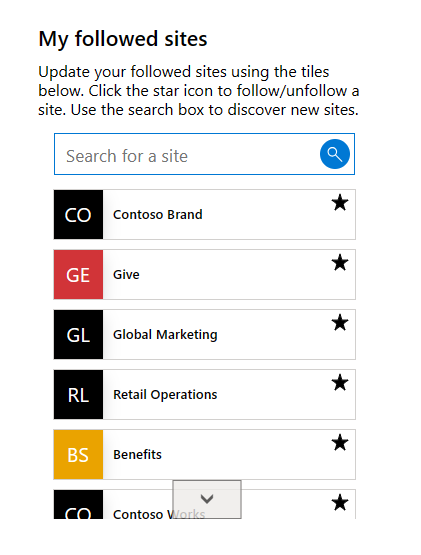 My followed sites
Update your followed sites using the tiles
below. Click the star icon to follow/unfollow a
site. Use the search box to discover new sites.
Search for a site
CO Contoso Brand
GE Give
GL Global Marketing
RL Retail Operations
BS Benefits
CO Contoso Works